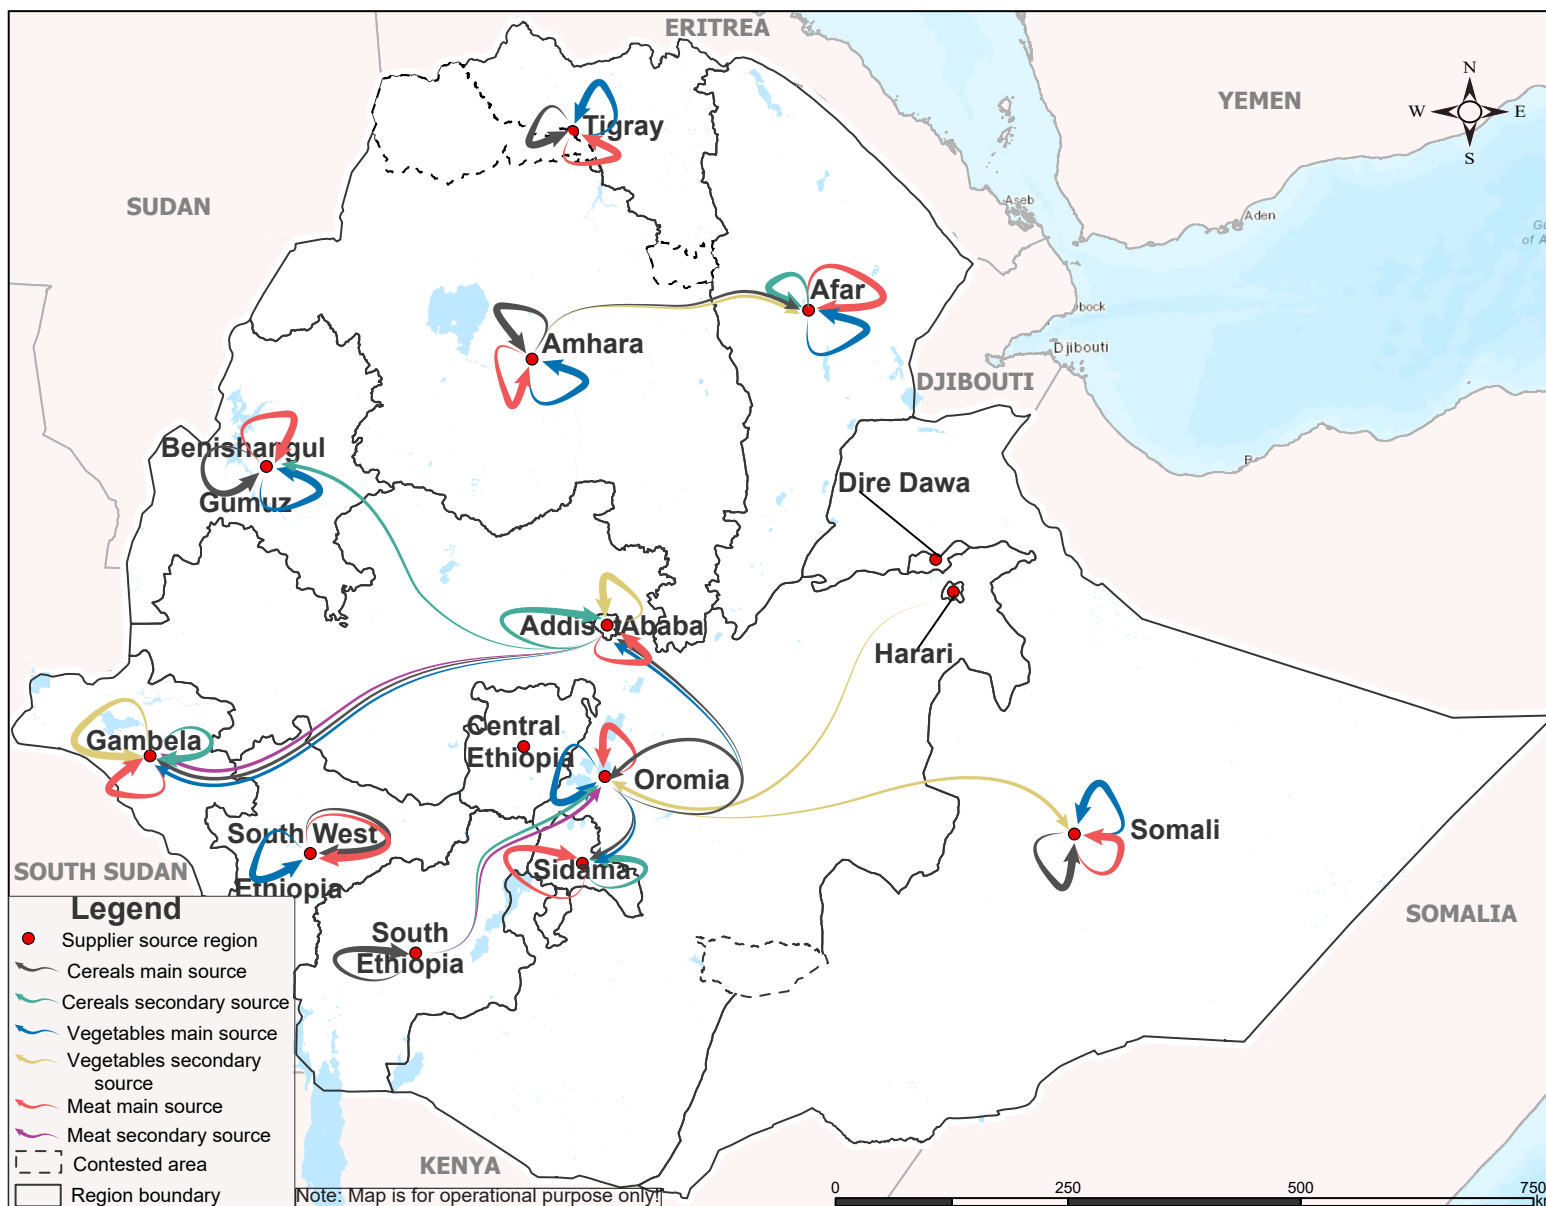 ERITREA
YEMEN
N
W
E
S
Tigray
SUDAN
Aseb
Aden
Afar
bock
Amhara
Djibouti
DJIBOUTI
Benishangul
Gumuz
Dire Dawa
Addis Ababa
Harari
Gambela
Central
Ethiopia
Oromia
South West
Ethiopia
Sidama
Somali
SOUTH SUDAN
SOMALIA
South
Ethiopia
Legend
Supplier source region
Cereals main source
Cereals secondary source
Vegetables main source
Vegetables secondary
source
Meat main source
Meat secondary source
Contested area
Region boundary
KENYA
Note: Map is for operational purpose only!
0
250
500
750
km